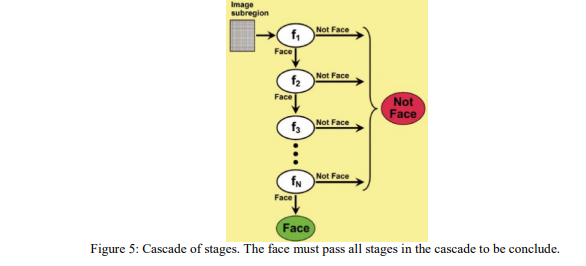 Image
subregion
f1
Not Face
Face
f2
Not Face
Face
f3
Not Face
Not
Face
fN
Not Face
Face
Face
Figure 5: Cascade of stages. The face must pass all stages in the cascade to be conclude.